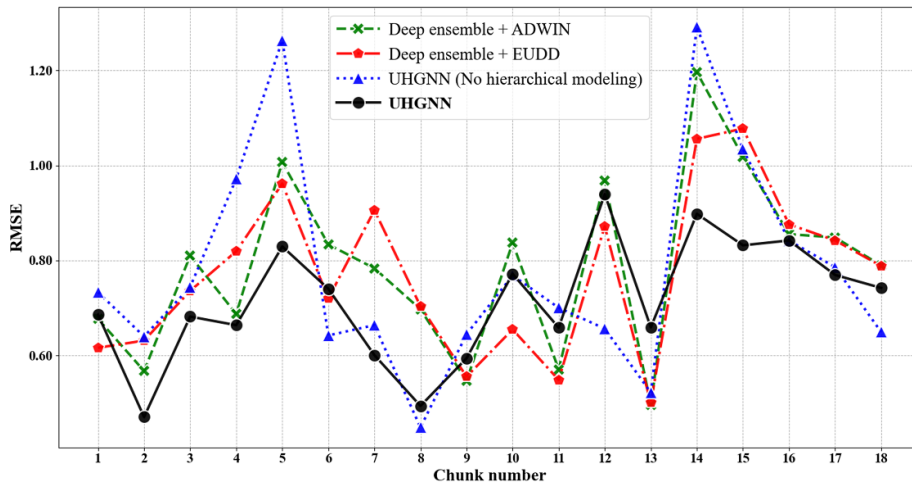 Deep ensemble + ADWIN
Deep ensemble + EUDD
UHGNN (No hierarchical modeling)
UHGNN
RMSE
1.20
1.00
0.80
0.60
1 2 3 4 5 6 7 8 9 10 11 12 13 14 15 16 17 18
Chunk number